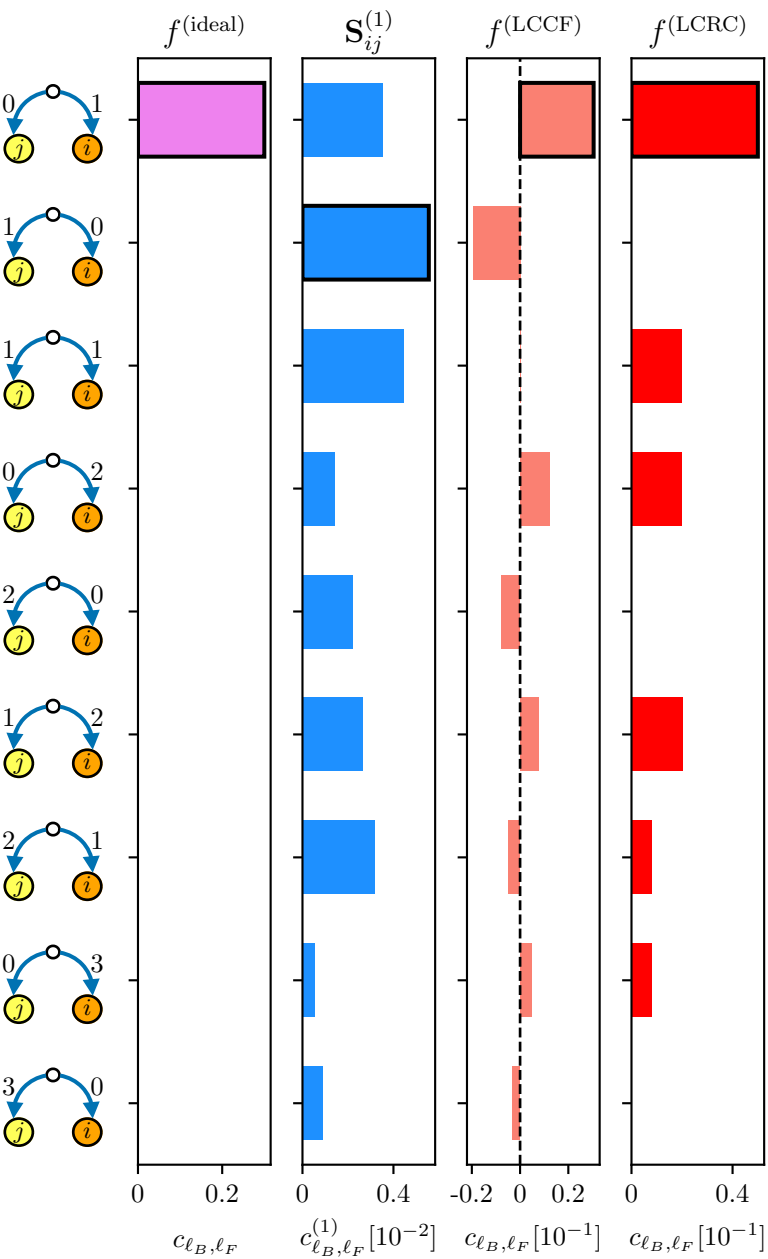 f^(ideal) S_ij^(1) f^(LCCF) f^(LCRC)
0 1
j i
1 0
j i
1 1
j i
0 2
j i
2 0
j i
1 2
j i
2 1
j i
0 3
j i
3 0
j i
0 0.2 0 0.4 -0.2 0 0.2 0 0.4
c_{ℓ_B,ℓ_F} c^(1)_{ℓ_B,ℓ_F}[10^-2] c_{ℓ_B,ℓ_F}[10^-1] c_{ℓ_B,ℓ_F}[10^-1]